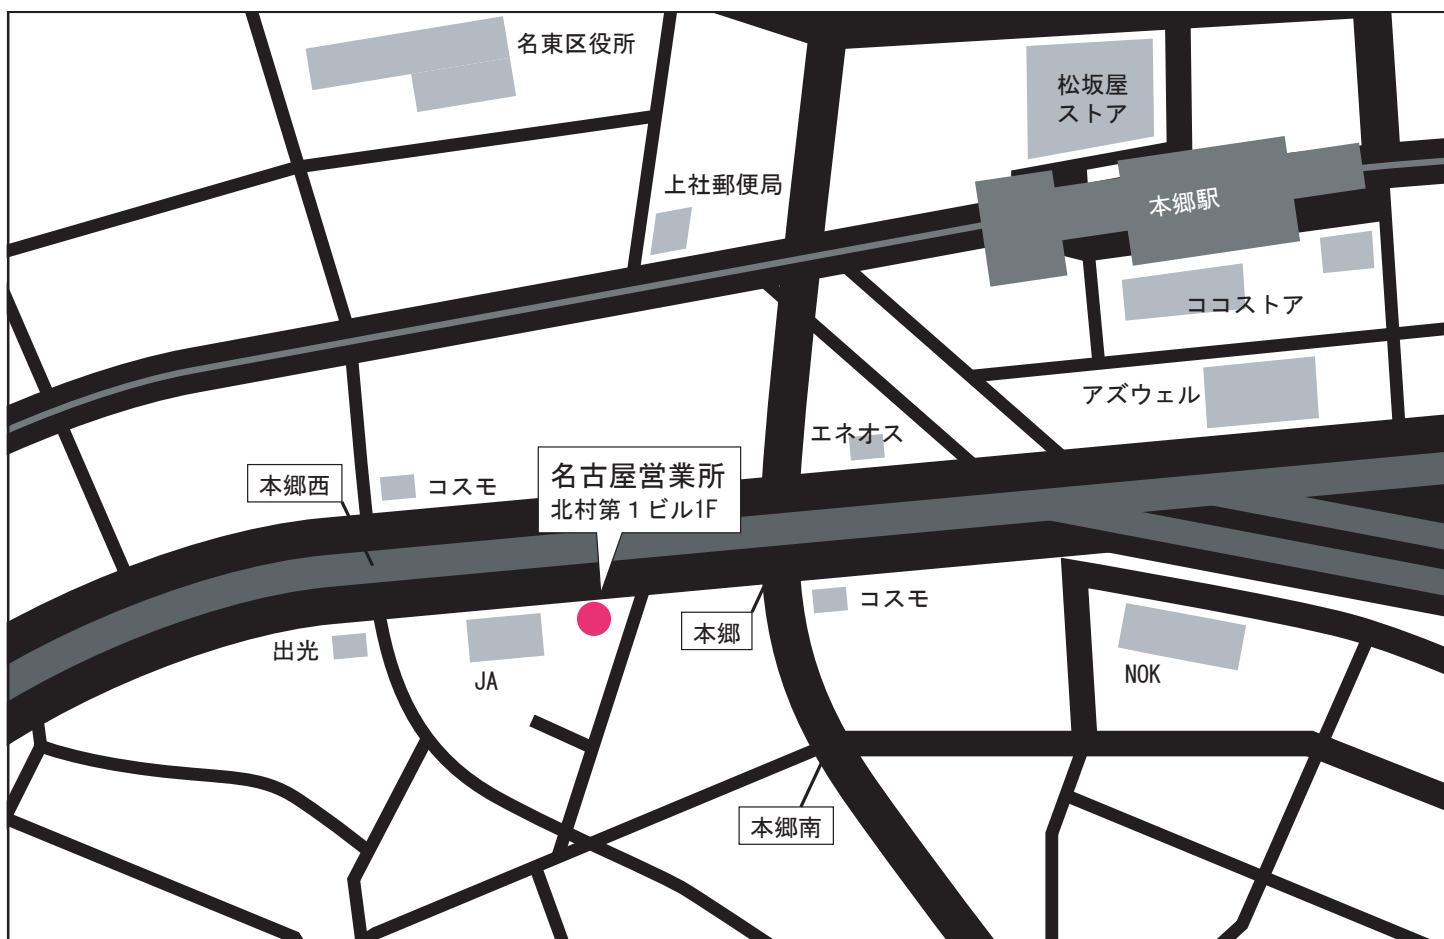 名東区役所
松坂屋
ストア
上社郵便局
本郷駅
ココストア
アズウェル
エネオス
本郷西
コスモ
名古屋営業所
北村第１ビル1F
本郷
コスモ
出光
JA
NOK
本郷南